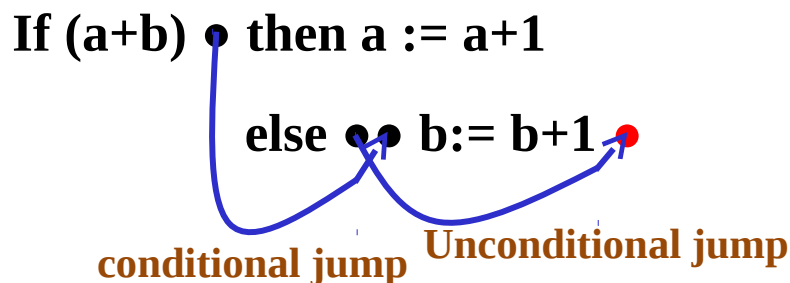 If (a+b) then a := a+1
else b:= b+1
Unconditional jump
conditional jump